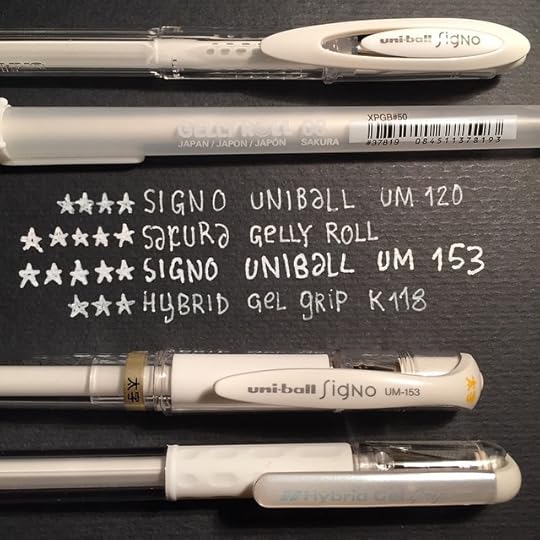 uni-ball SigNo
XPGB#50
GELLY ROLL 08
JAPAN / JAPON / JAPÓN SAKURA
#37819 084511378193
★★★★ SIGNO UNIBALL UM 120
★★★★★ SAKURA GELLY ROLL
★★★★★ SIGNO UNIBALL UM 153
★★★ HYBRID GEL GRIP K118
太字
uni-ball SigNo UM-153
太字
Hybrid Gel